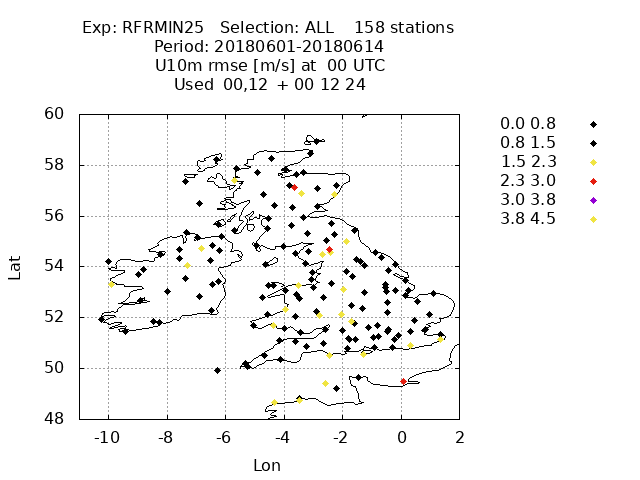 Exp: RFRMIN25 Selection: ALL 158 stations
Period: 20180601-20180614
U10m rmse [m/s] at 00 UTC
Used 00,12 + 00 12 24
60
58
56
54
52
50
48
Lat
-10 -8 -6 -4 -2 0 2
Lon
0.0 0.8
0.8 1.5
1.5 2.3
2.3 3.0
3.0 3.8
3.8 4.5